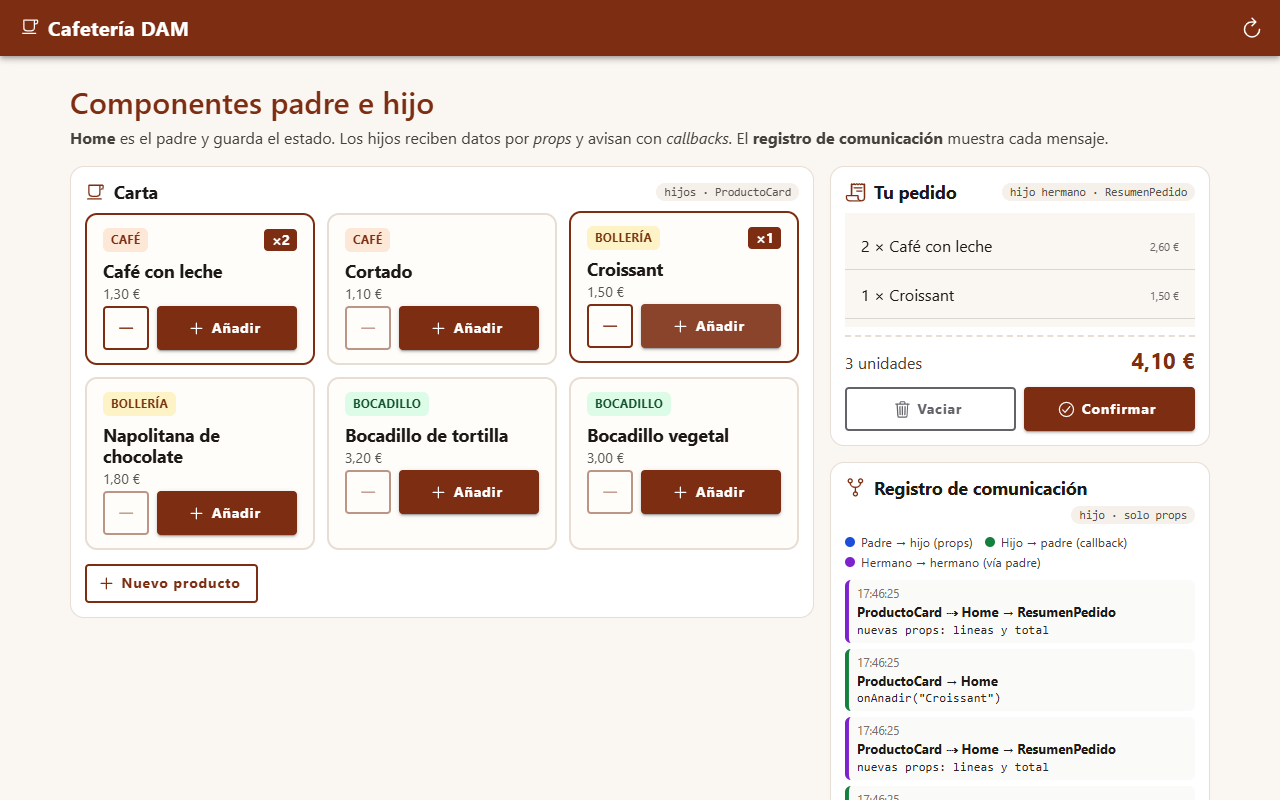 Cafetería DAM
Componentes padre e hijo
Home es el padre y guarda el estado. Los hijos reciben datos por props y avisan con callbacks. El registro de comunicación muestra cada mensaje.
Carta
hijos · ProductoCard
CAFÉ
×2
Café con leche
1,30 €
Añadir
CAFÉ
Cortado
1,10 €
Añadir
BOLLERÍA
×1
Croissant
1,50 €
Añadir
BOLLERÍA
Napolitana de
chocolate
1,80 €
Añadir
BOCADILLO
Bocadillo de tortilla
3,20 €
Añadir
BOCADILLO
Bocadillo vegetal
3,00 €
Añadir
Nuevo producto
Tu pedido
hijo hermano · ResumenPedido
2 × Café con leche 2,60 €
1 × Croissant 1,50 €
3 unidades 4,10 €
Vaciar
Confirmar
Registro de comunicación
hijo · solo props
Padre → hijo (props)
Hijo → padre (callback)
Hermano → hermano (vía padre)
17:46:25
ProductoCard ⇢ Home → ResumenPedido
nuevas props: lineas y total
17:46:25
ProductoCard → Home
onAnadir("Croissant")
17:46:25
ProductoCard ⇢ Home → ResumenPedido
nuevas props: lineas y total
17:46:25